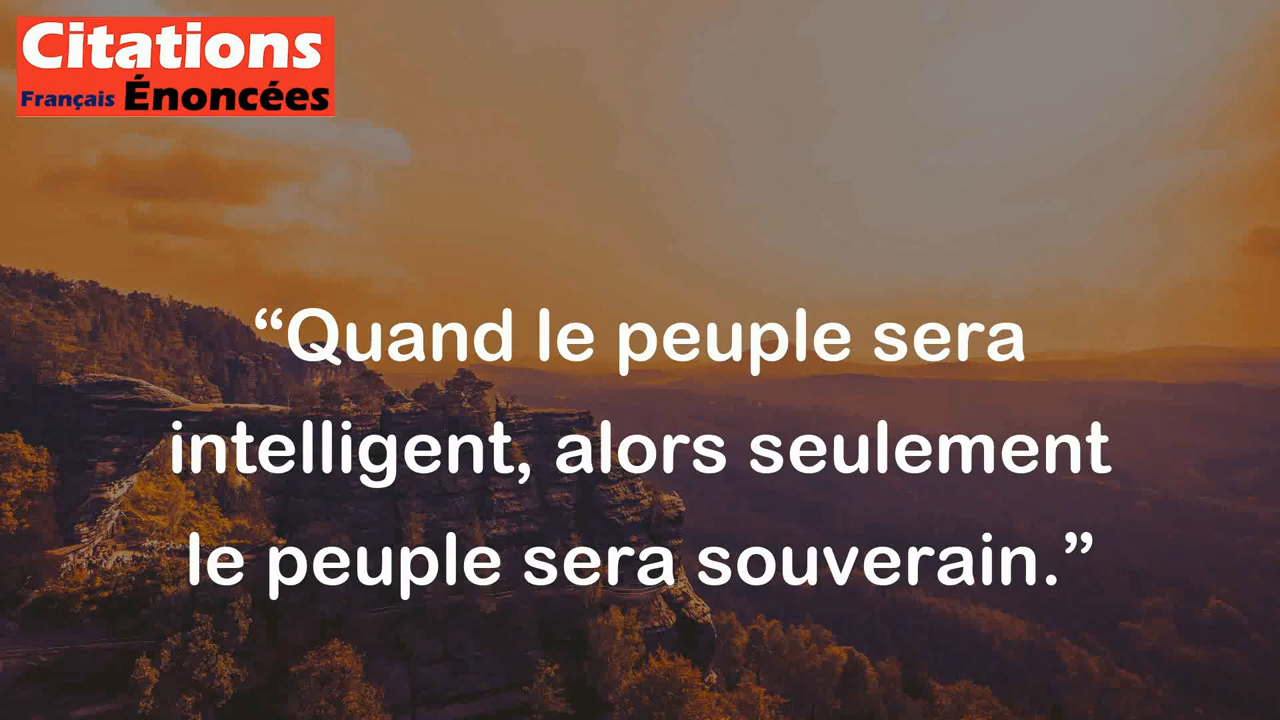 Citations
Français Énoncées
“Quand le peuple sera
intelligent, alors seulement
le peuple sera souverain.”